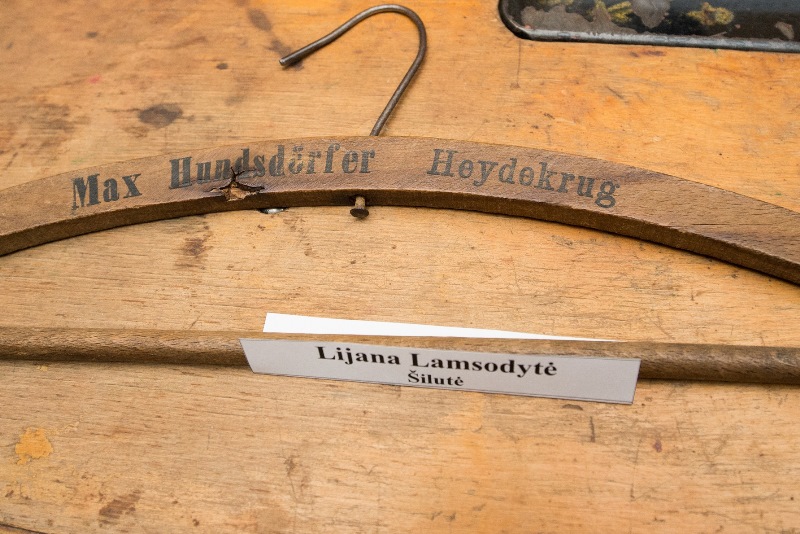 Max Hundsdörfer Heydekrug
Lijana Lamsodytė
Šilutė